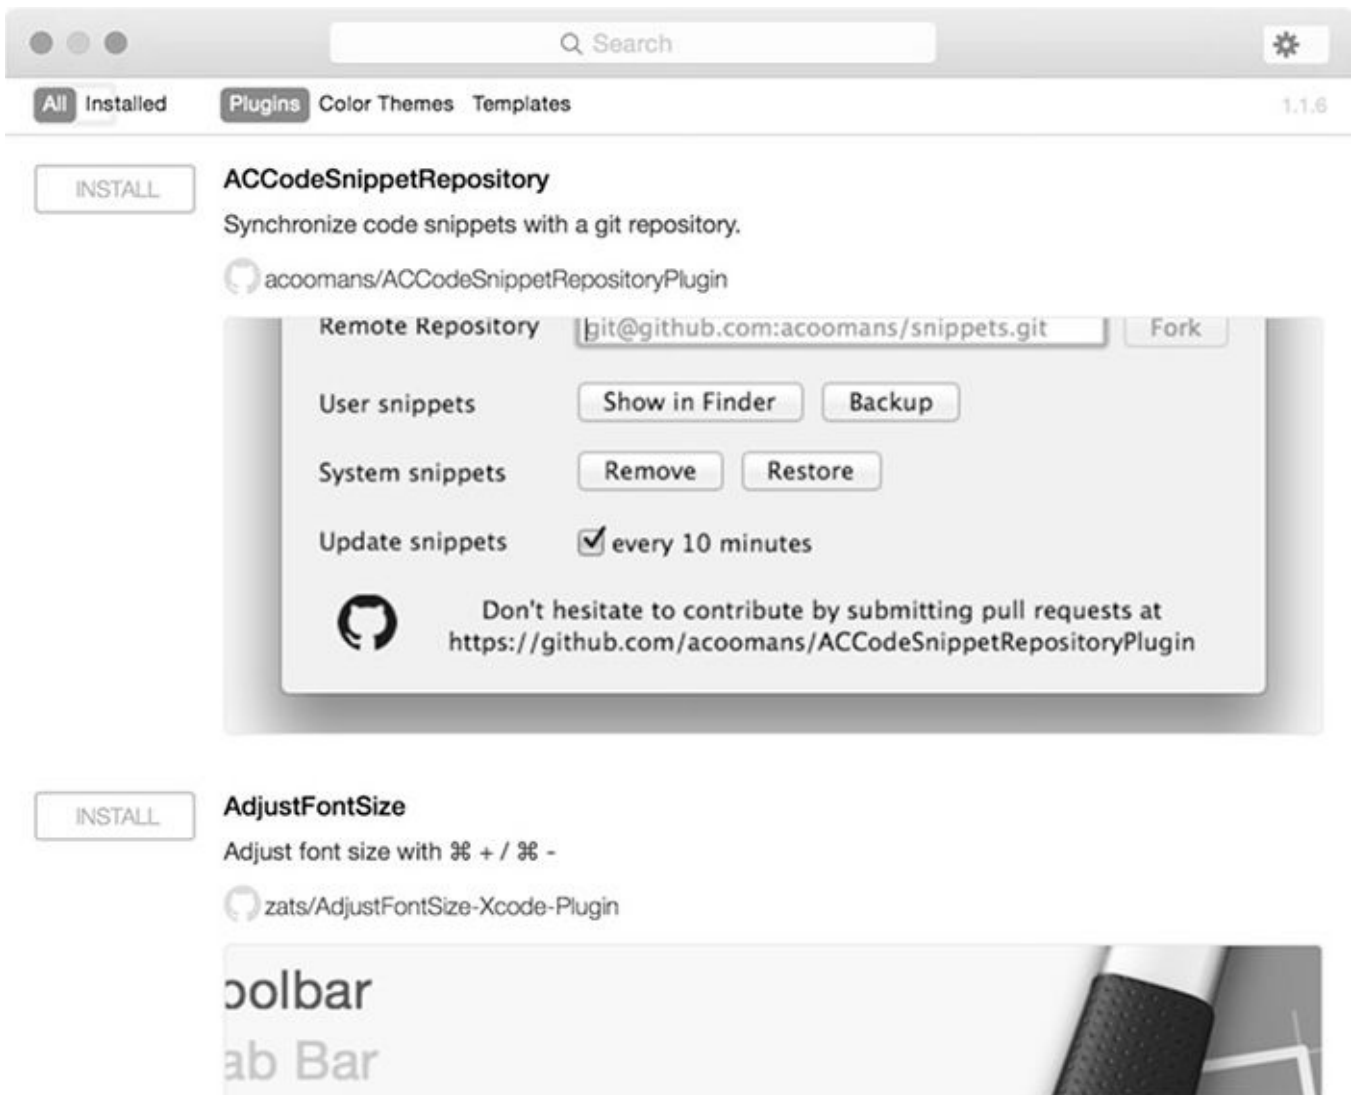 Search
All Installed Plugins Color Themes Templates 1.1.6
INSTALL ACCodeSnippetRepository
Synchronize code snippets with a git repository.
acoomans/ACCodeSnippetRepositoryPlugin
Remote Repository git@github.com:acoomans/snippets.git Fork
User snippets Show in Finder Backup
System snippets Remove Restore
Update snippets every 10 minutes
Don't hesitate to contribute by submitting pull requests at
https://github.com/acoomans/ACCodeSnippetRepositoryPlugin
INSTALL AdjustFontSize
Adjust font size with ⌘ + / ⌘ -
zats/AdjustFontSize-Xcode-Plugin
oolbar
ab Bar